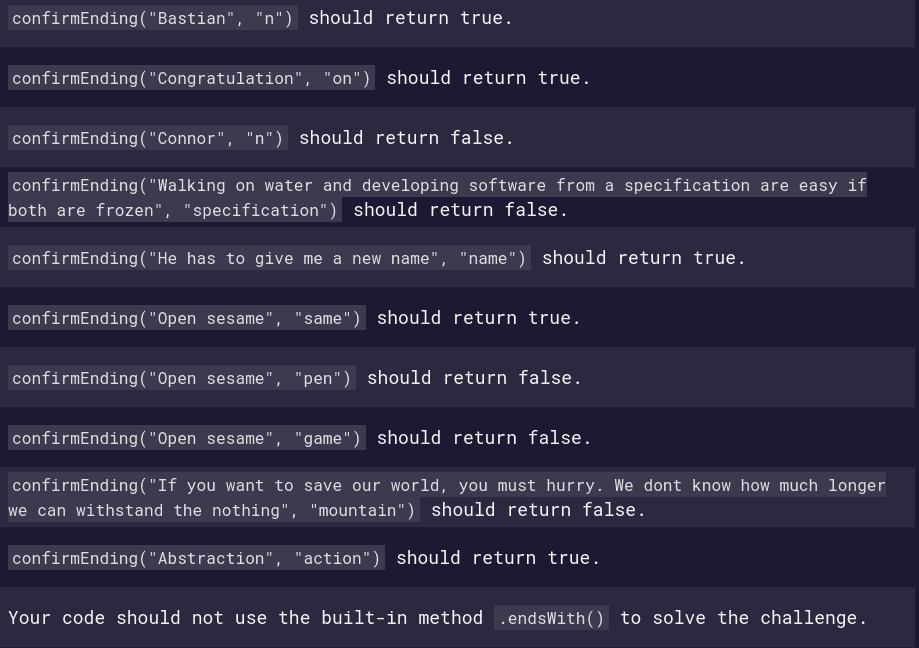 confirmEnding("Bastian", "n") should return true.
confirmEnding("Congratulation", "on") should return true.
confirmEnding("Connor", "n") should return false.
confirmEnding("Walking on water and developing software from a specification are easy if
both are frozen", "specification") should return false.
confirmEnding("He has to give me a new name", "name") should return true.
confirmEnding("Open sesame", "same") should return true.
confirmEnding("Open sesame", "pen") should return false.
confirmEnding("Open sesame", "game") should return false.
confirmEnding("If you want to save our world, you must hurry. We dont know how much longer
we can withstand the nothing", "mountain") should return false.
confirmEnding("Abstraction", "action") should return true.
Your code should not use the built-in method .endsWith() to solve the challenge.